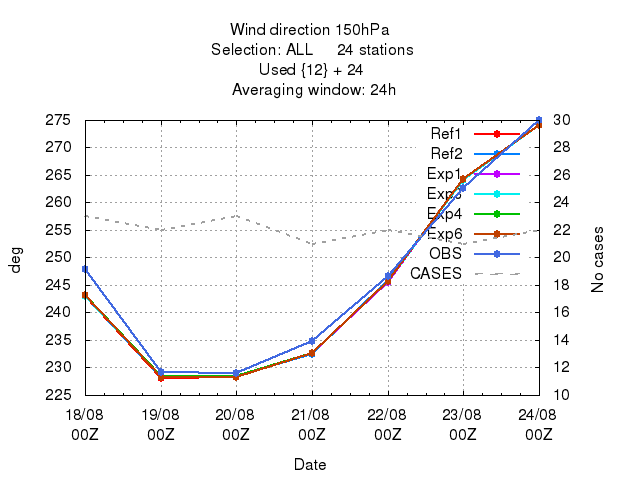 Wind direction 150hPa
Selection: ALL 24 stations
Used {12} + 24
Averaging window: 24h
275
270
265
260
255
250
245
240
235
230
225
deg
30
28
26
24
22
20
18
16
14
12
10
No cases
Ref1
Ref2
Exp1
Exp3
Exp4
Exp6
OBS
CASES
18/08 19/08 20/08 21/08 22/08 23/08 24/08
00Z 00Z 00Z 00Z 00Z 00Z 00Z
Date